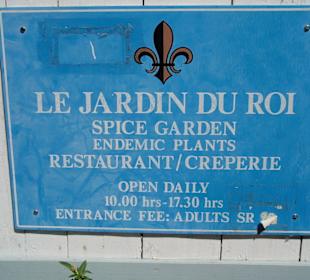 LE JARDIN DU ROI
SPICE GARDEN
ENDEMIC PLANTS
RESTAURANT/CREPERIE
OPEN DAILY
10.00 hrs-17.30 hrs
ENTRANCE FEE: ADULTS SR